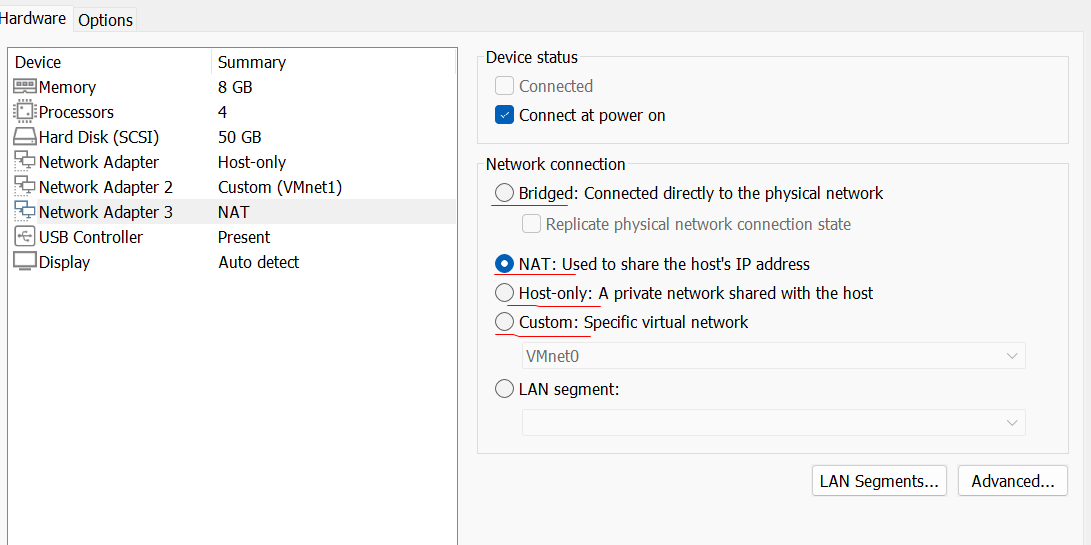 Hardware Options
Device Summary
Memory 8 GB
Processors 4
Hard Disk (SCSI) 50 GB
Network Adapter Host-only
Network Adapter 2 Custom (VMnet1)
Network Adapter 3 NAT
USB Controller Present
Display Auto detect
Device status
Connected
Connect at power on
Network connection
Bridged: Connected directly to the physical network
Replicate physical network connection state
NAT: Used to share the host's IP address
Host-only: A private network shared with the host
Custom: Specific virtual network
VMnet0
LAN segment:
LAN Segments... Advanced...